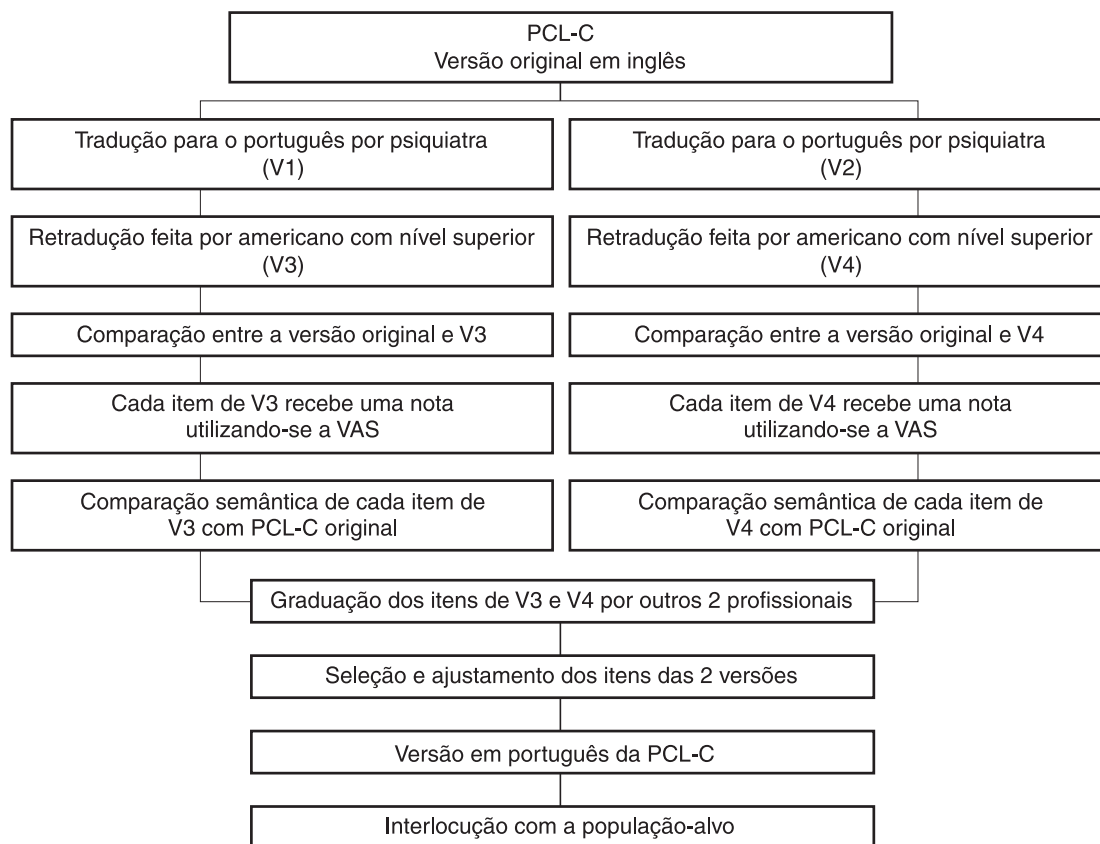 PCL-C
Versão original em inglês
Tradução para o português por psiquiatra
(V1)
Tradução para o português por psiquiatra
(V2)
Retradução feita por americano com nível superior
(V3)
Retradução feita por americano com nível superior
(V4)
Comparação entre a versão original e V3
Comparação entre a versão original e V4
Cada item de V3 recebe uma nota
utilizando-se a VAS
Cada item de V4 recebe uma nota
utilizando-se a VAS
Comparação semântica de cada item de
V3 com PCL-C original
Comparação semântica de cada item de
V4 com PCL-C original
Graduação dos itens de V3 e V4 por outros 2 profissionais
Seleção e ajustamento dos itens das 2 versões
Versão em português da PCL-C
Interlocução com a população-alvo